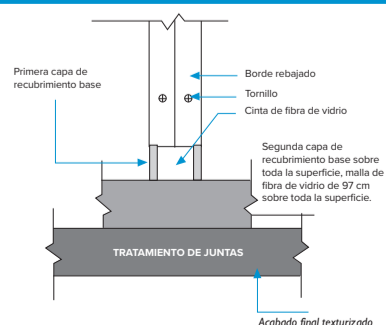 Primera capa de
recubrimiento base
Borde rebajado
Tornillo
Cinta de fibra de vidrio
Segunda capa de
recubrimiento base sobre
toda la superficie, malla de
fibra de vidrio de 97 cm
sobre toda la superficie.
TRATAMIENTO DE JUNTAS
Acabado final texturizado